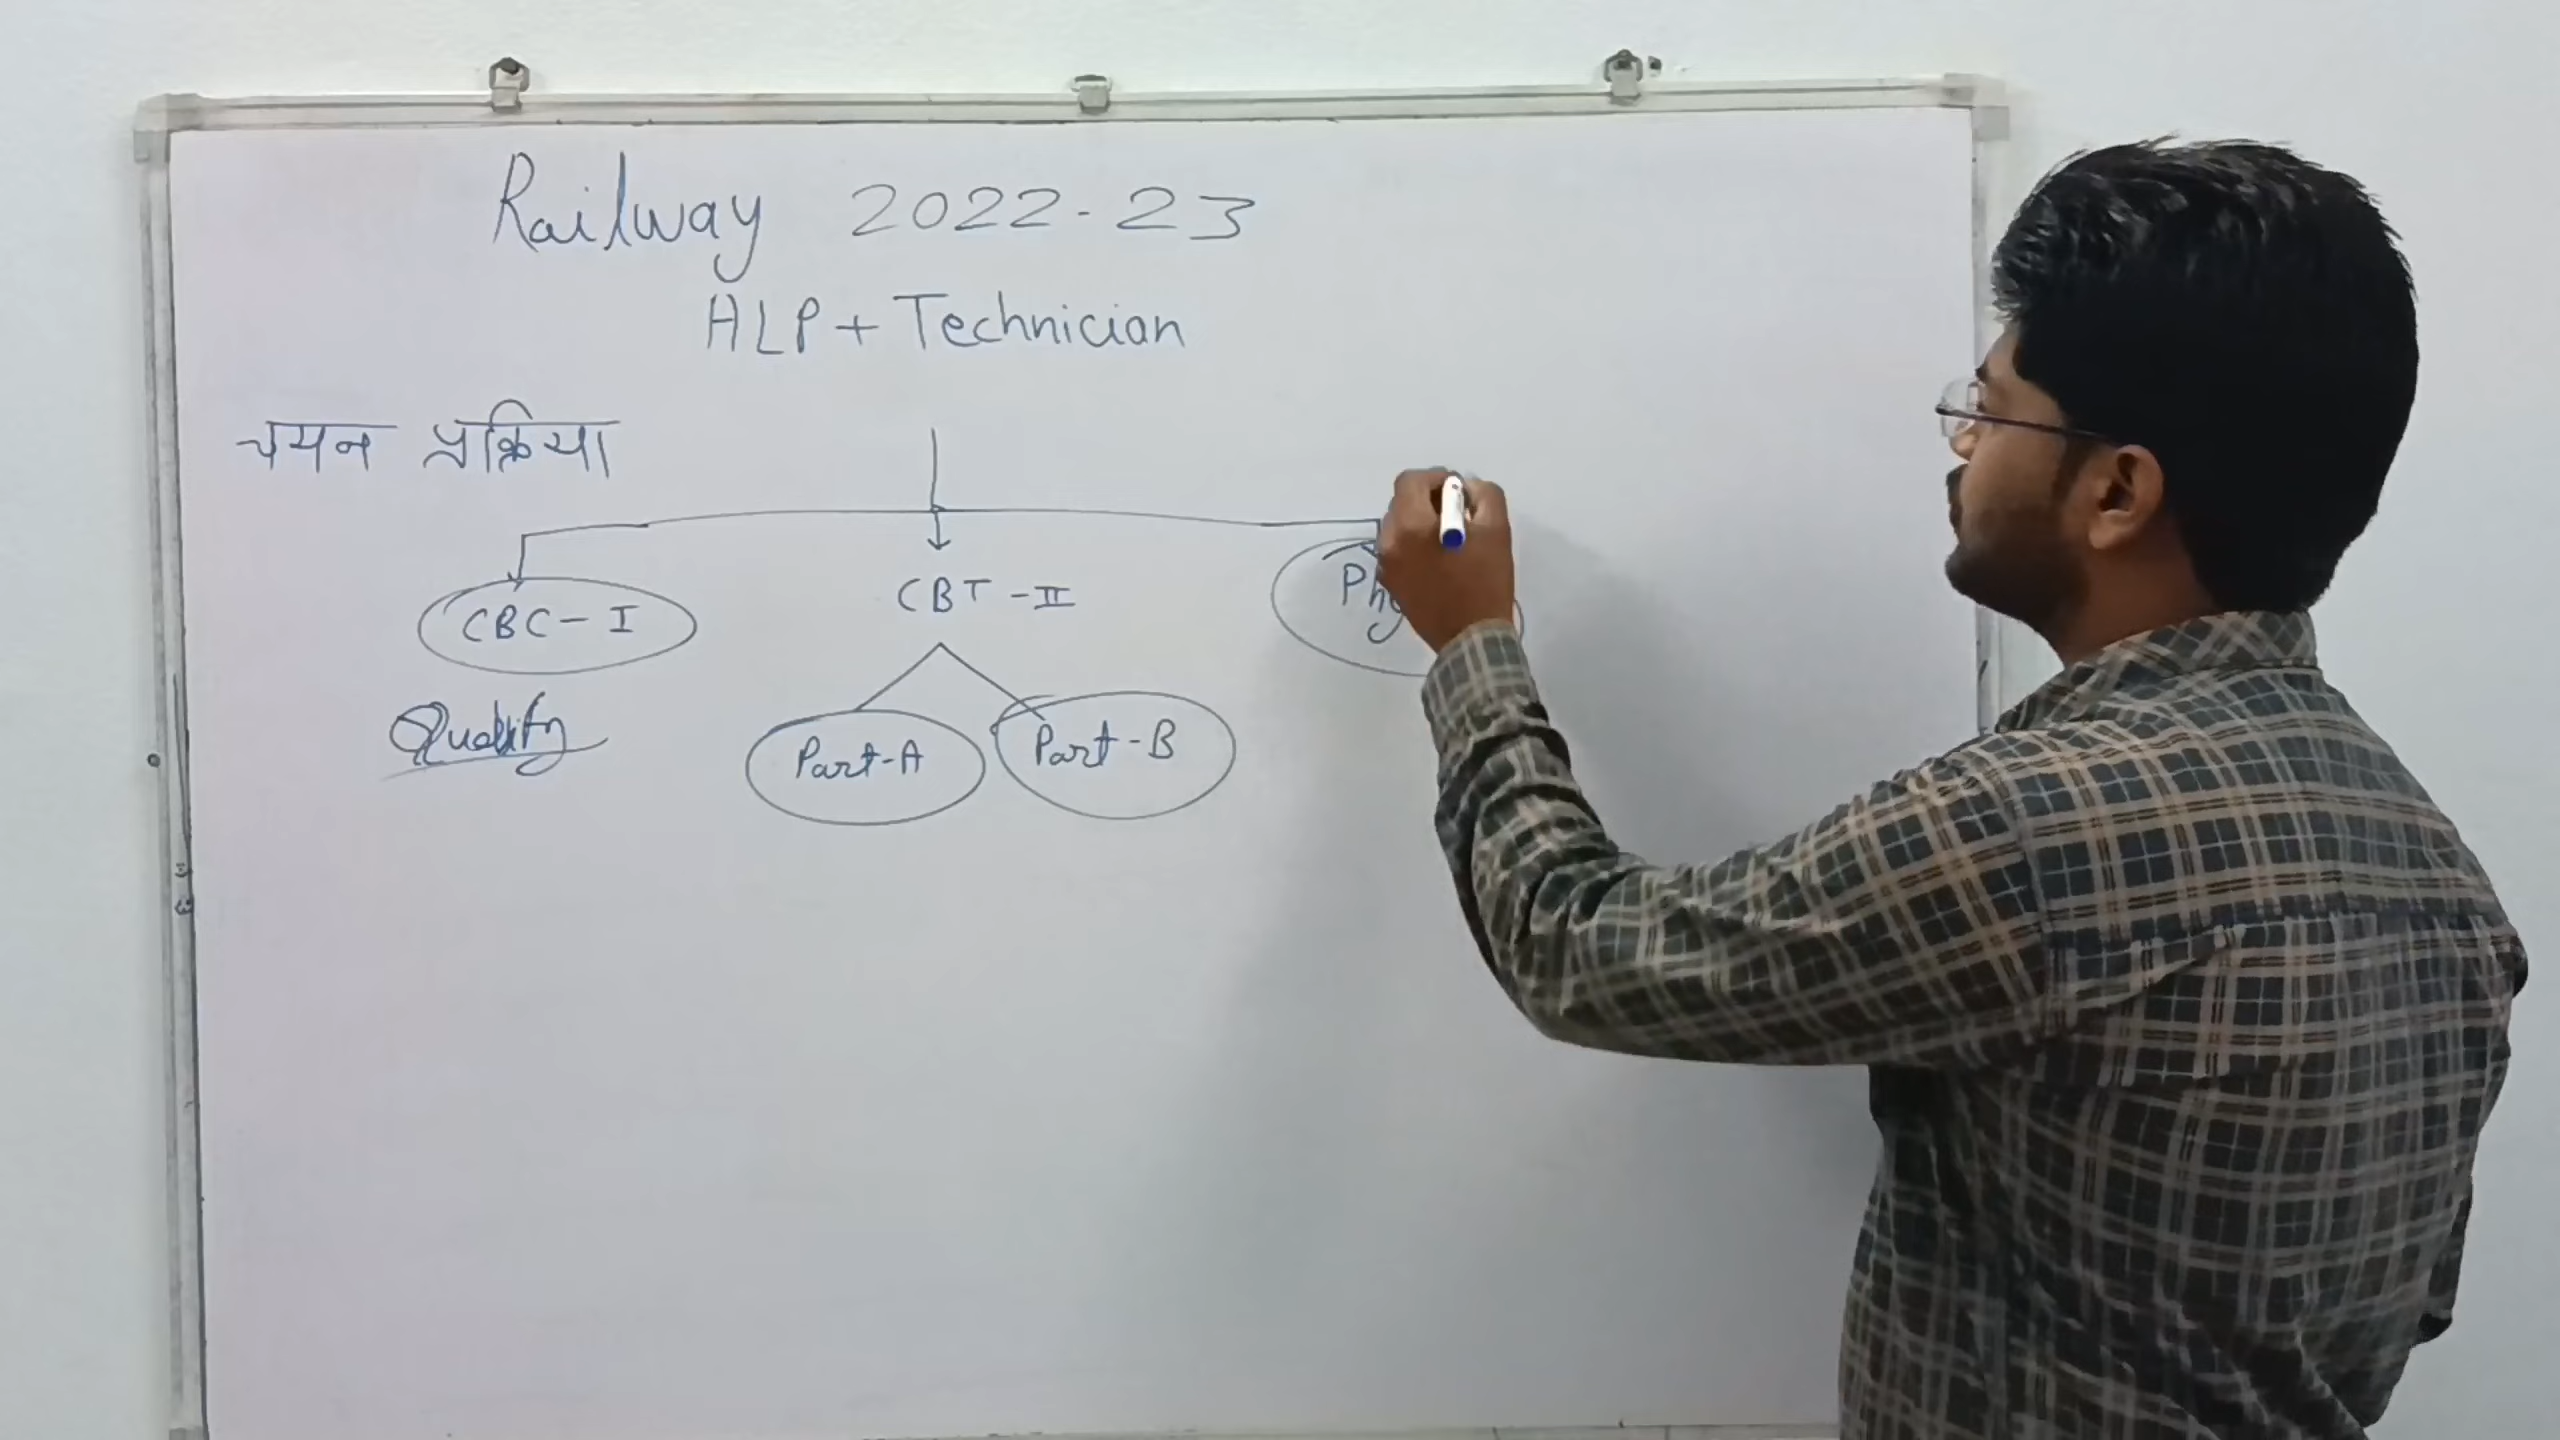 Railway 2022-23
ALP + Technician
चयन प्रक्रिया
CBC - I
CBT - II
Qualify
Part-A
Part-B